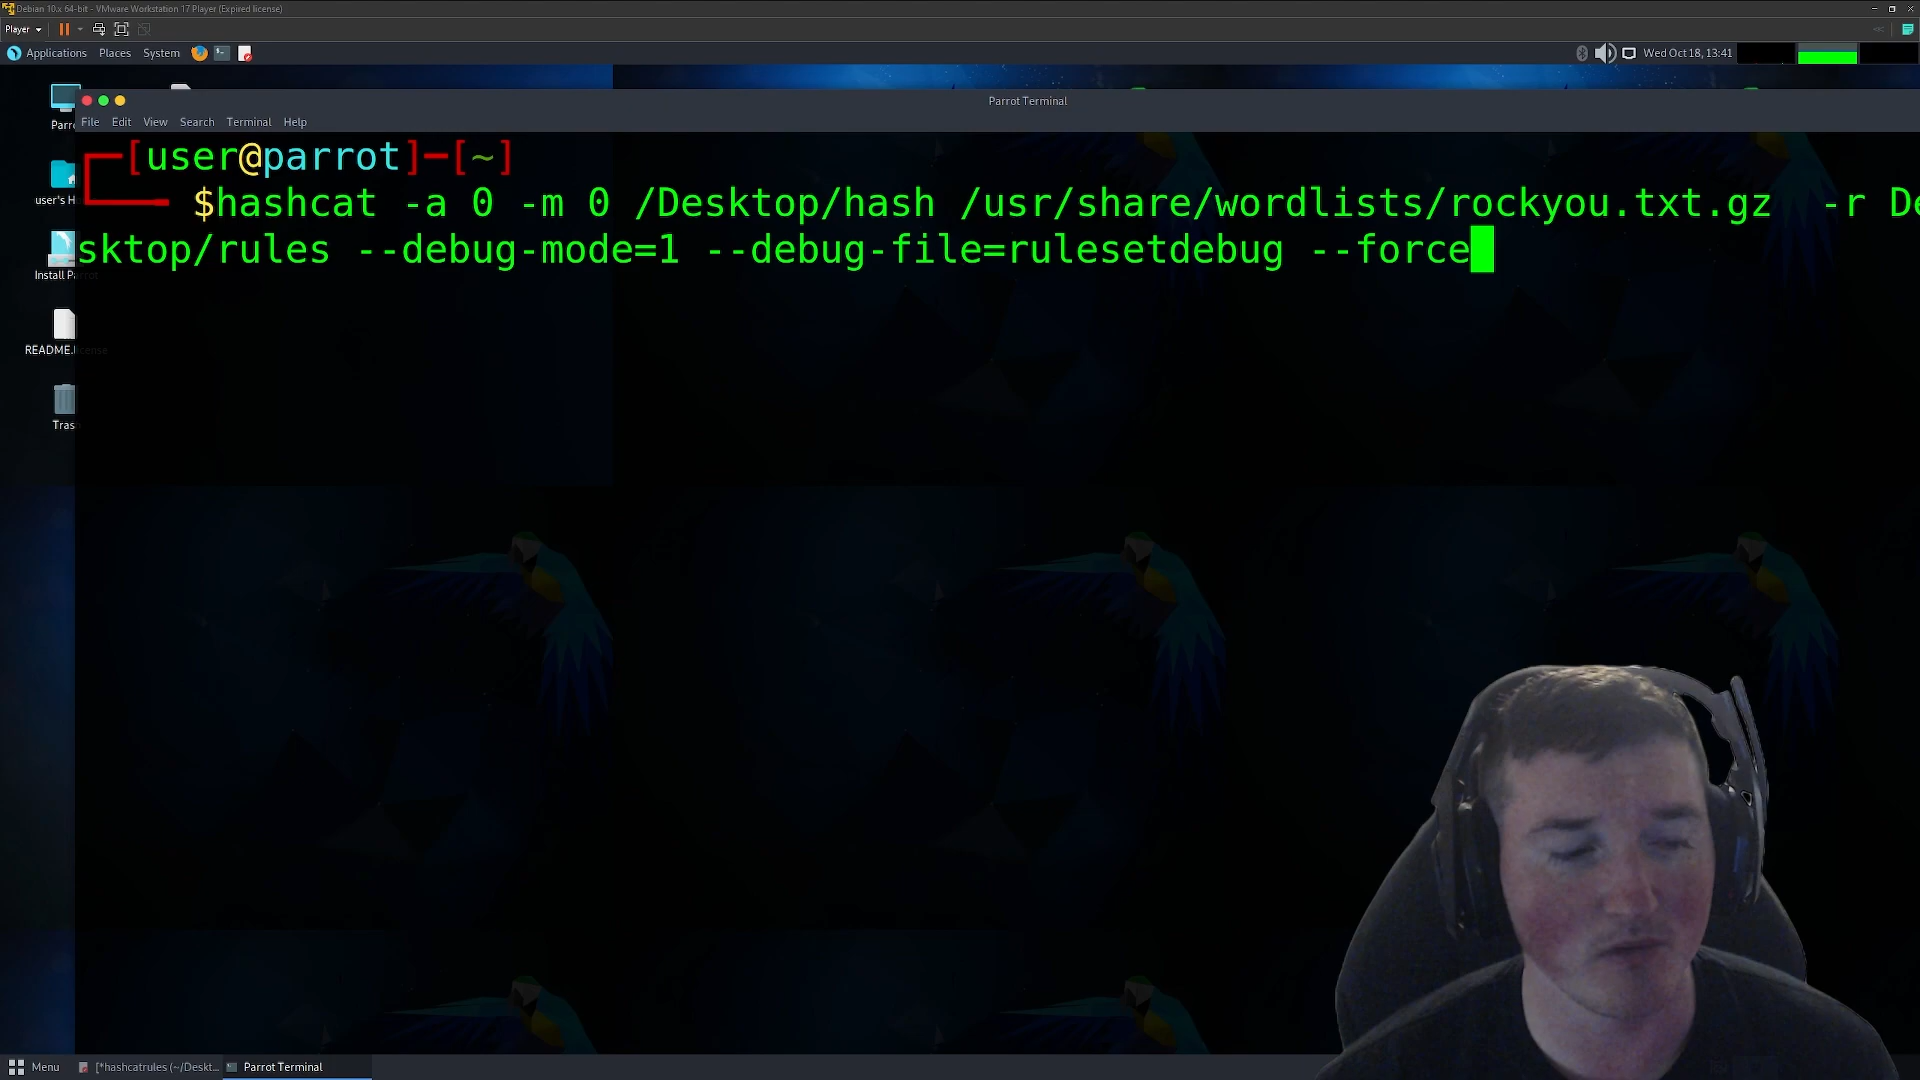 Debian 10.x 64-bit - VMware Workstation 17 Player (Expired license)
Player
Applications Places System
Wed Oct 18, 13:41
Parrot Terminal
File Edit View Search Terminal Help
┌─[user@parrot]─[~]
└──╼ $hashcat -a 0 -m 0 /Desktop/hash /usr/share/wordlists/rockyou.txt.gz  -r De
sktop/rules --debug-mode=1 --debug-file=rulesetdebug --force
Parro
user's H
Install Parrot
README.license
Tras
Menu
[*hashcatrules (~/Deskt...
Parrot Terminal